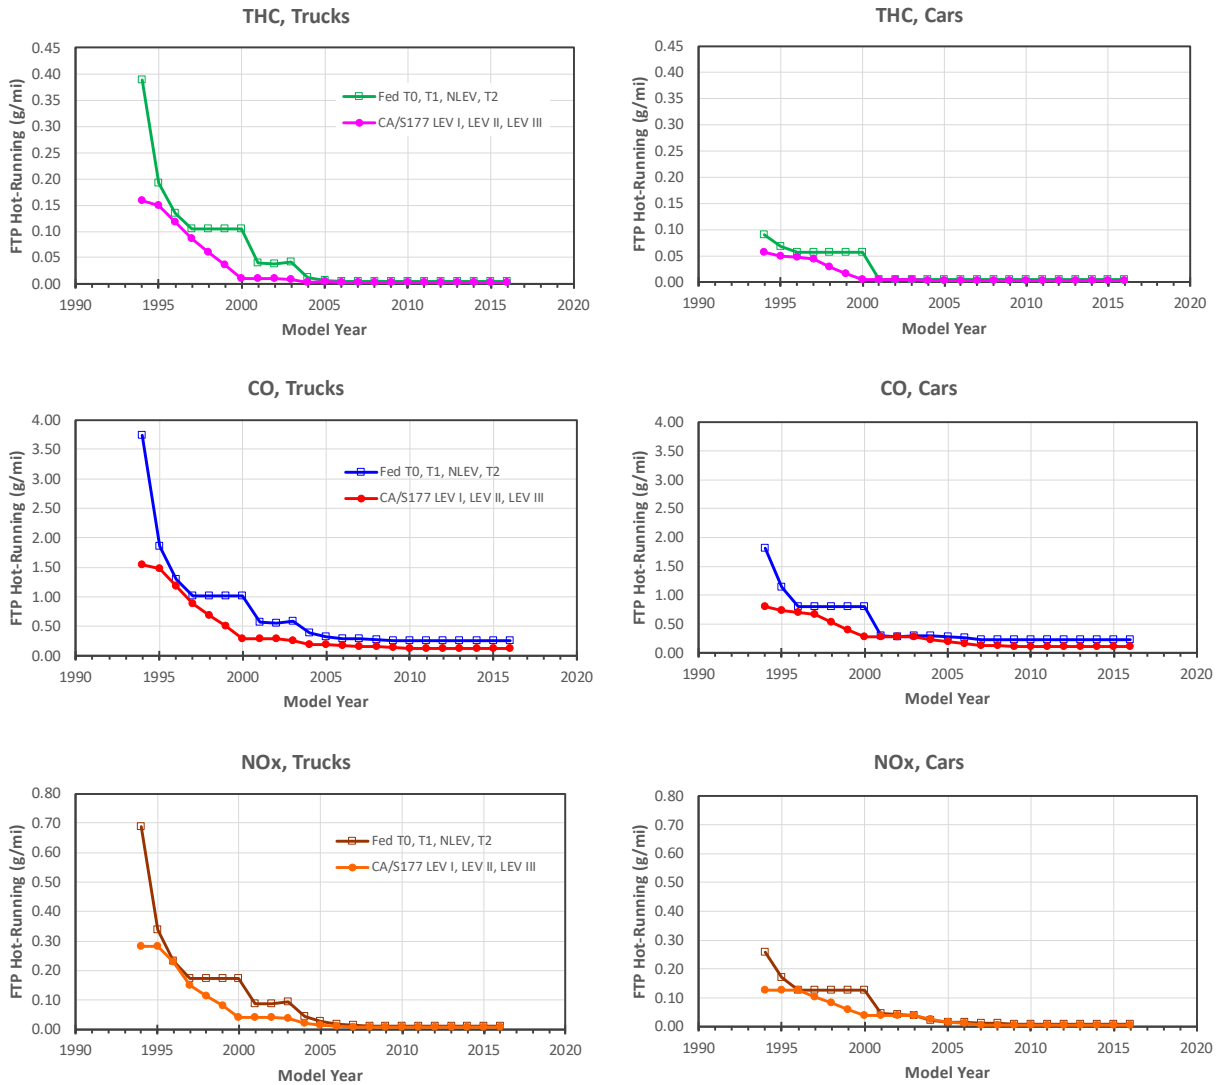 THC, Trucks
FTP Hot-Running (g/mi)
0.45
0.40
0.35
0.30
0.25
0.20
0.15
0.10
0.05
0.00
Fed T0, T1, NLEV, T2
CA/S177 LEV I, LEV II, LEV III
1990 1995 2000 2005 2010 2015 2020
Model Year
THC, Cars
FTP Hot-Running (g/mi)
0.45
0.40
0.35
0.30
0.25
0.20
0.15
0.10
0.05
0.00
1990 1995 2000 2005 2010 2015 2020
Model Year
CO, Trucks
FTP Hot-Running (g/mi)
4.00
3.50
3.00
2.50
2.00
1.50
1.00
0.50
0.00
Fed T0, T1, NLEV, T2
CA/S177 LEV I, LEV II, LEV III
1990 1995 2000 2005 2010 2015 2020
Model Year
CO, Cars
FTP Hot-Running (g/mi)
4.00
3.50
3.00
2.50
2.00
1.50
1.00
0.50
0.00
1990 1995 2000 2005 2010 2015 2020
Model Year
NOx, Trucks
FTP Hot-Running (g/mi)
0.80
0.70
0.60
0.50
0.40
0.30
0.20
0.10
0.00
Fed T0, T1, NLEV, T2
CA/S177 LEV I, LEV II, LEV III
1990 1995 2000 2005 2010 2015 2020
Model Year
NOx, Cars
FTP Hot-Running (g/mi)
0.80
0.70
0.60
0.50
0.40
0.30
0.20
0.10
0.00
1990 1995 2000 2005 2010 2015 2020
Model Year